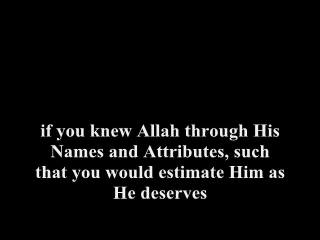 if you knew Allah through His
Names and Attributes, such
that you would estimate Him as
He deserves